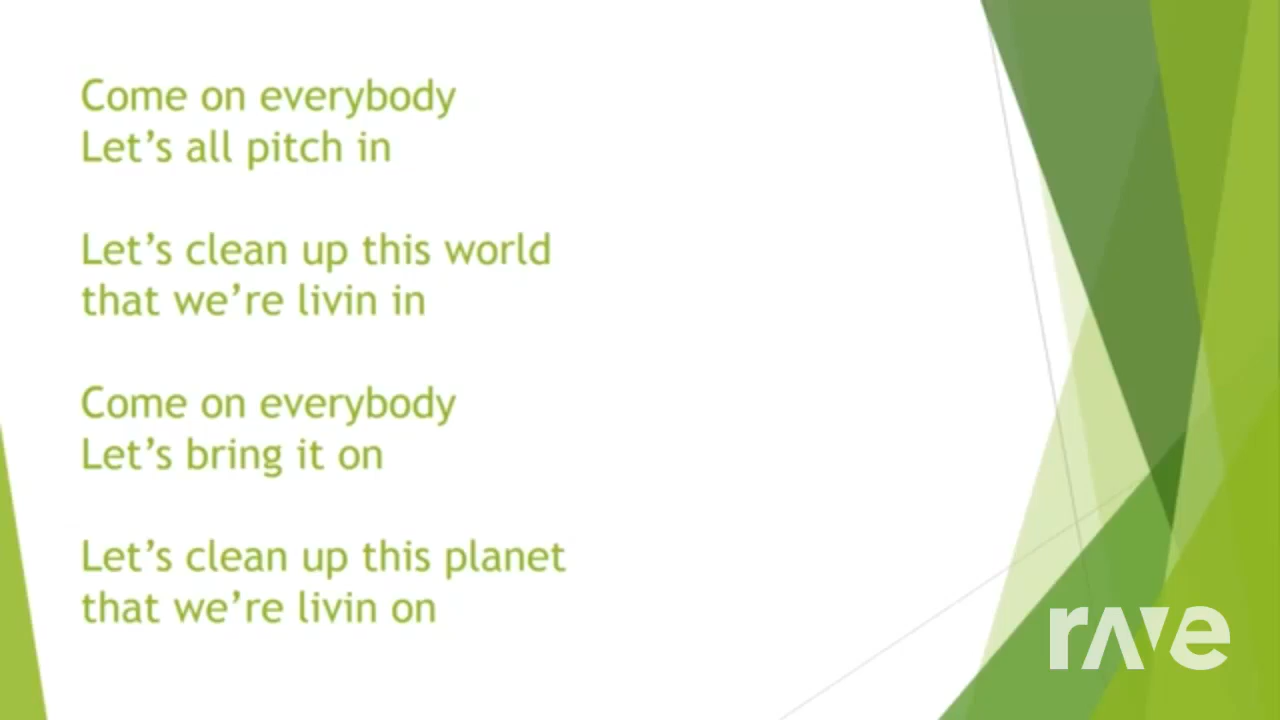 Come on everybody
Let’s all pitch in
Let’s clean up this world
that we’re livin in
Come on everybody
Let’s bring it on
Let’s clean up this planet
that we’re livin on
rave